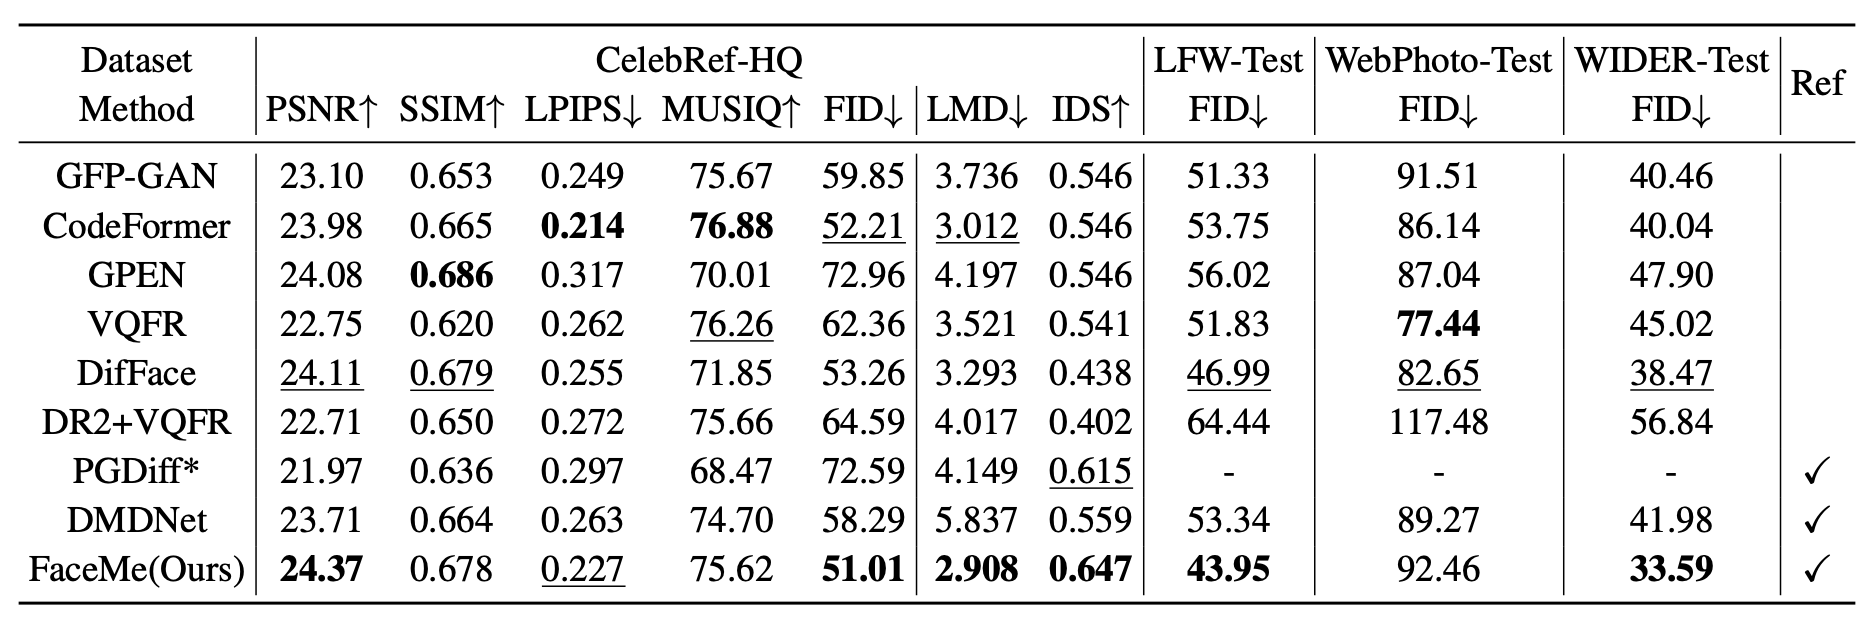 Dataset CelebRef-HQ LFW-Test WebPhoto-Test WIDER-Test Ref
Method PSNR↑ SSIM↑ LPIPS↓ MUSIQ↑ FID↓ LMD↓ IDS↑ FID↓ FID↓ FID↓
GFP-GAN 23.10 0.653 0.249 75.67 59.85 3.736 0.546 51.33 91.51 40.46
CodeFormer 23.98 0.665 0.214 76.88 52.21 3.012 0.546 53.75 86.14 40.04
GPEN 24.08 0.686 0.317 70.01 72.96 4.197 0.546 56.02 87.04 47.90
VQFR 22.75 0.620 0.262 76.26 62.36 3.521 0.541 51.83 77.44 45.02
DifFace 24.11 0.679 0.255 71.85 53.26 3.293 0.438 46.99 82.65 38.47
DR2+VQFR 22.71 0.650 0.272 75.66 64.59 4.017 0.402 64.44 117.48 56.84
PGDiff* 21.97 0.636 0.297 68.47 72.59 4.149 0.615 - - - ✓
DMDNet 23.71 0.664 0.263 74.70 58.29 5.837 0.559 53.34 89.27 41.98 ✓
FaceMe(Ours) 24.37 0.678 0.227 75.62 51.01 2.908 0.647 43.95 92.46 33.59 ✓